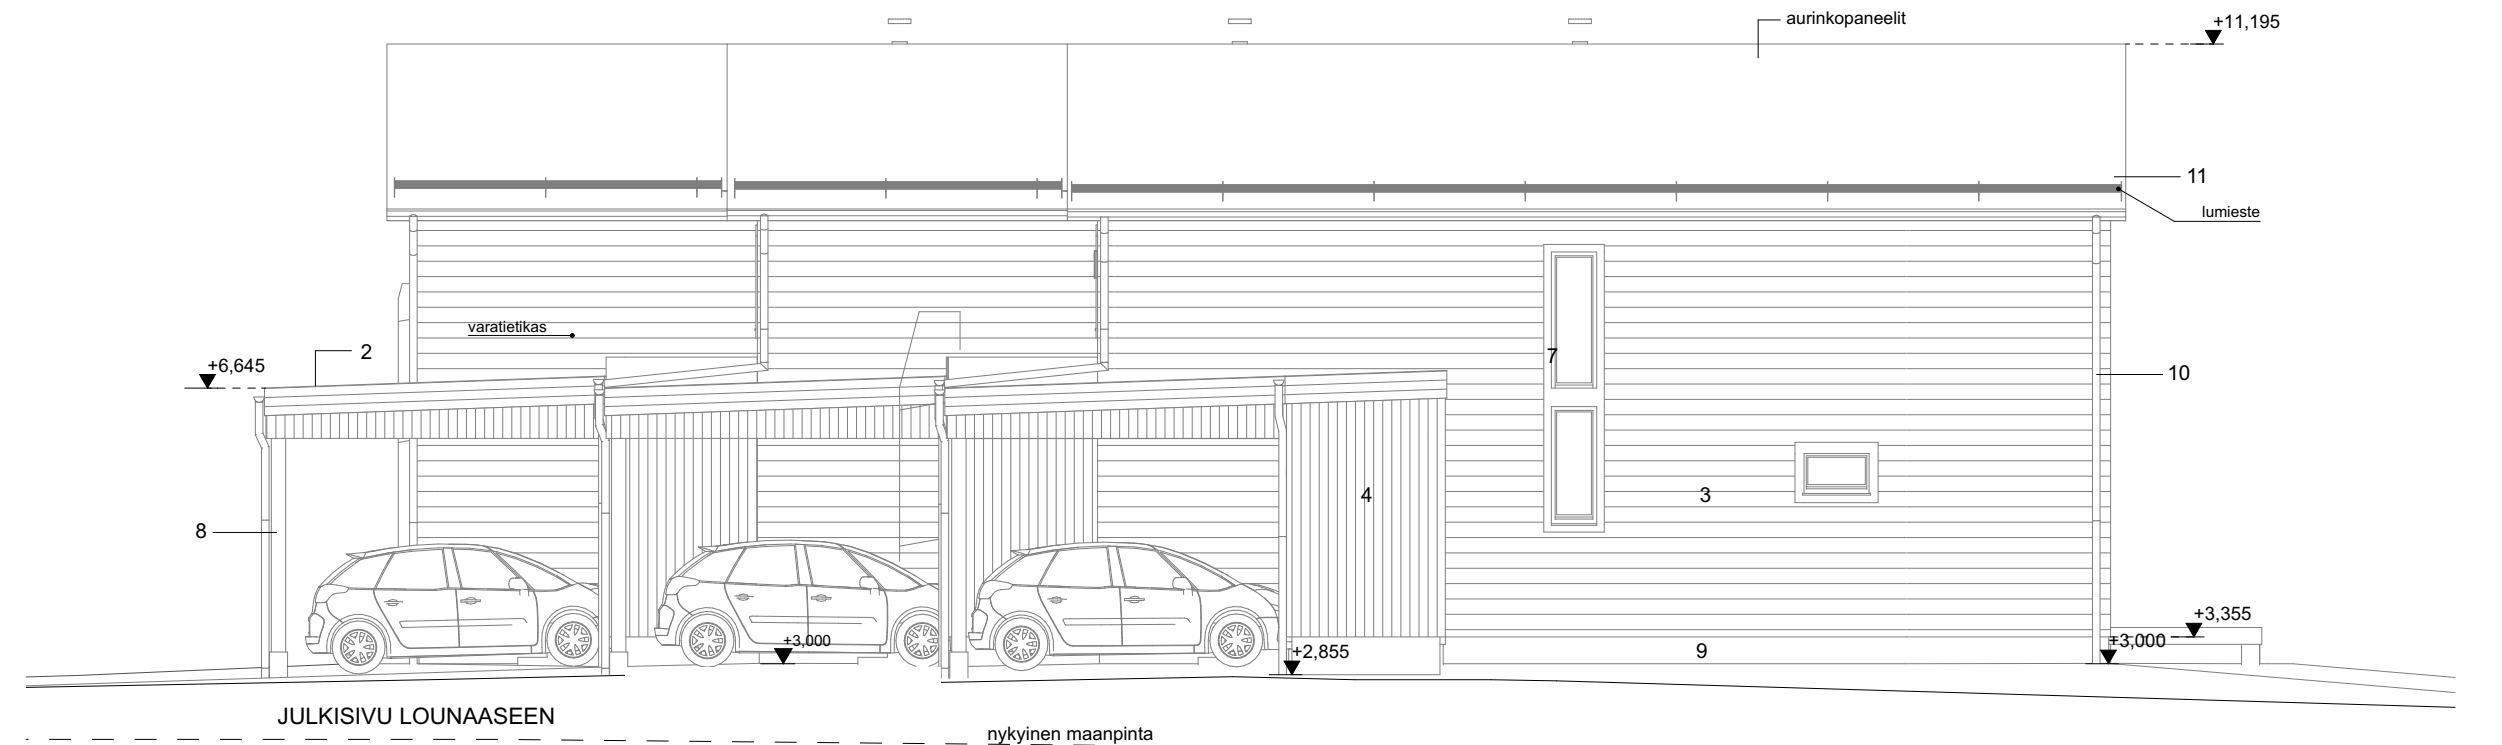 aurinkopaneelit
+11,195
11
lumieste
varatietikas
2
7
+6,645
10
4
3
8
+3,355
+3,000
+3,000
+2,855
9
JULKISIVU LOUNAASEEN
nykyinen maanpinta